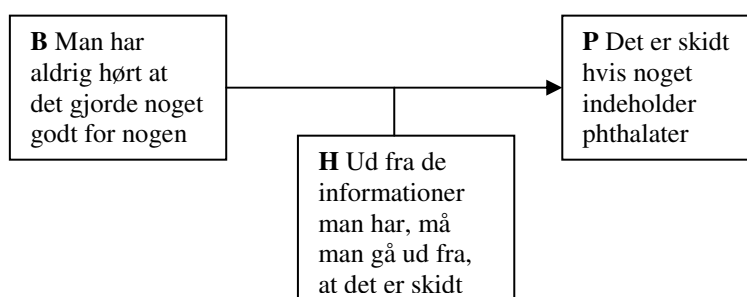 B Man har
aldrig hørt at
det gjorde noget
godt for nogen
P Det er skidt
hvis noget
indeholder
phthalater
H Ud fra de
informationer
man har, må
man gå ud fra,
at det er skidt